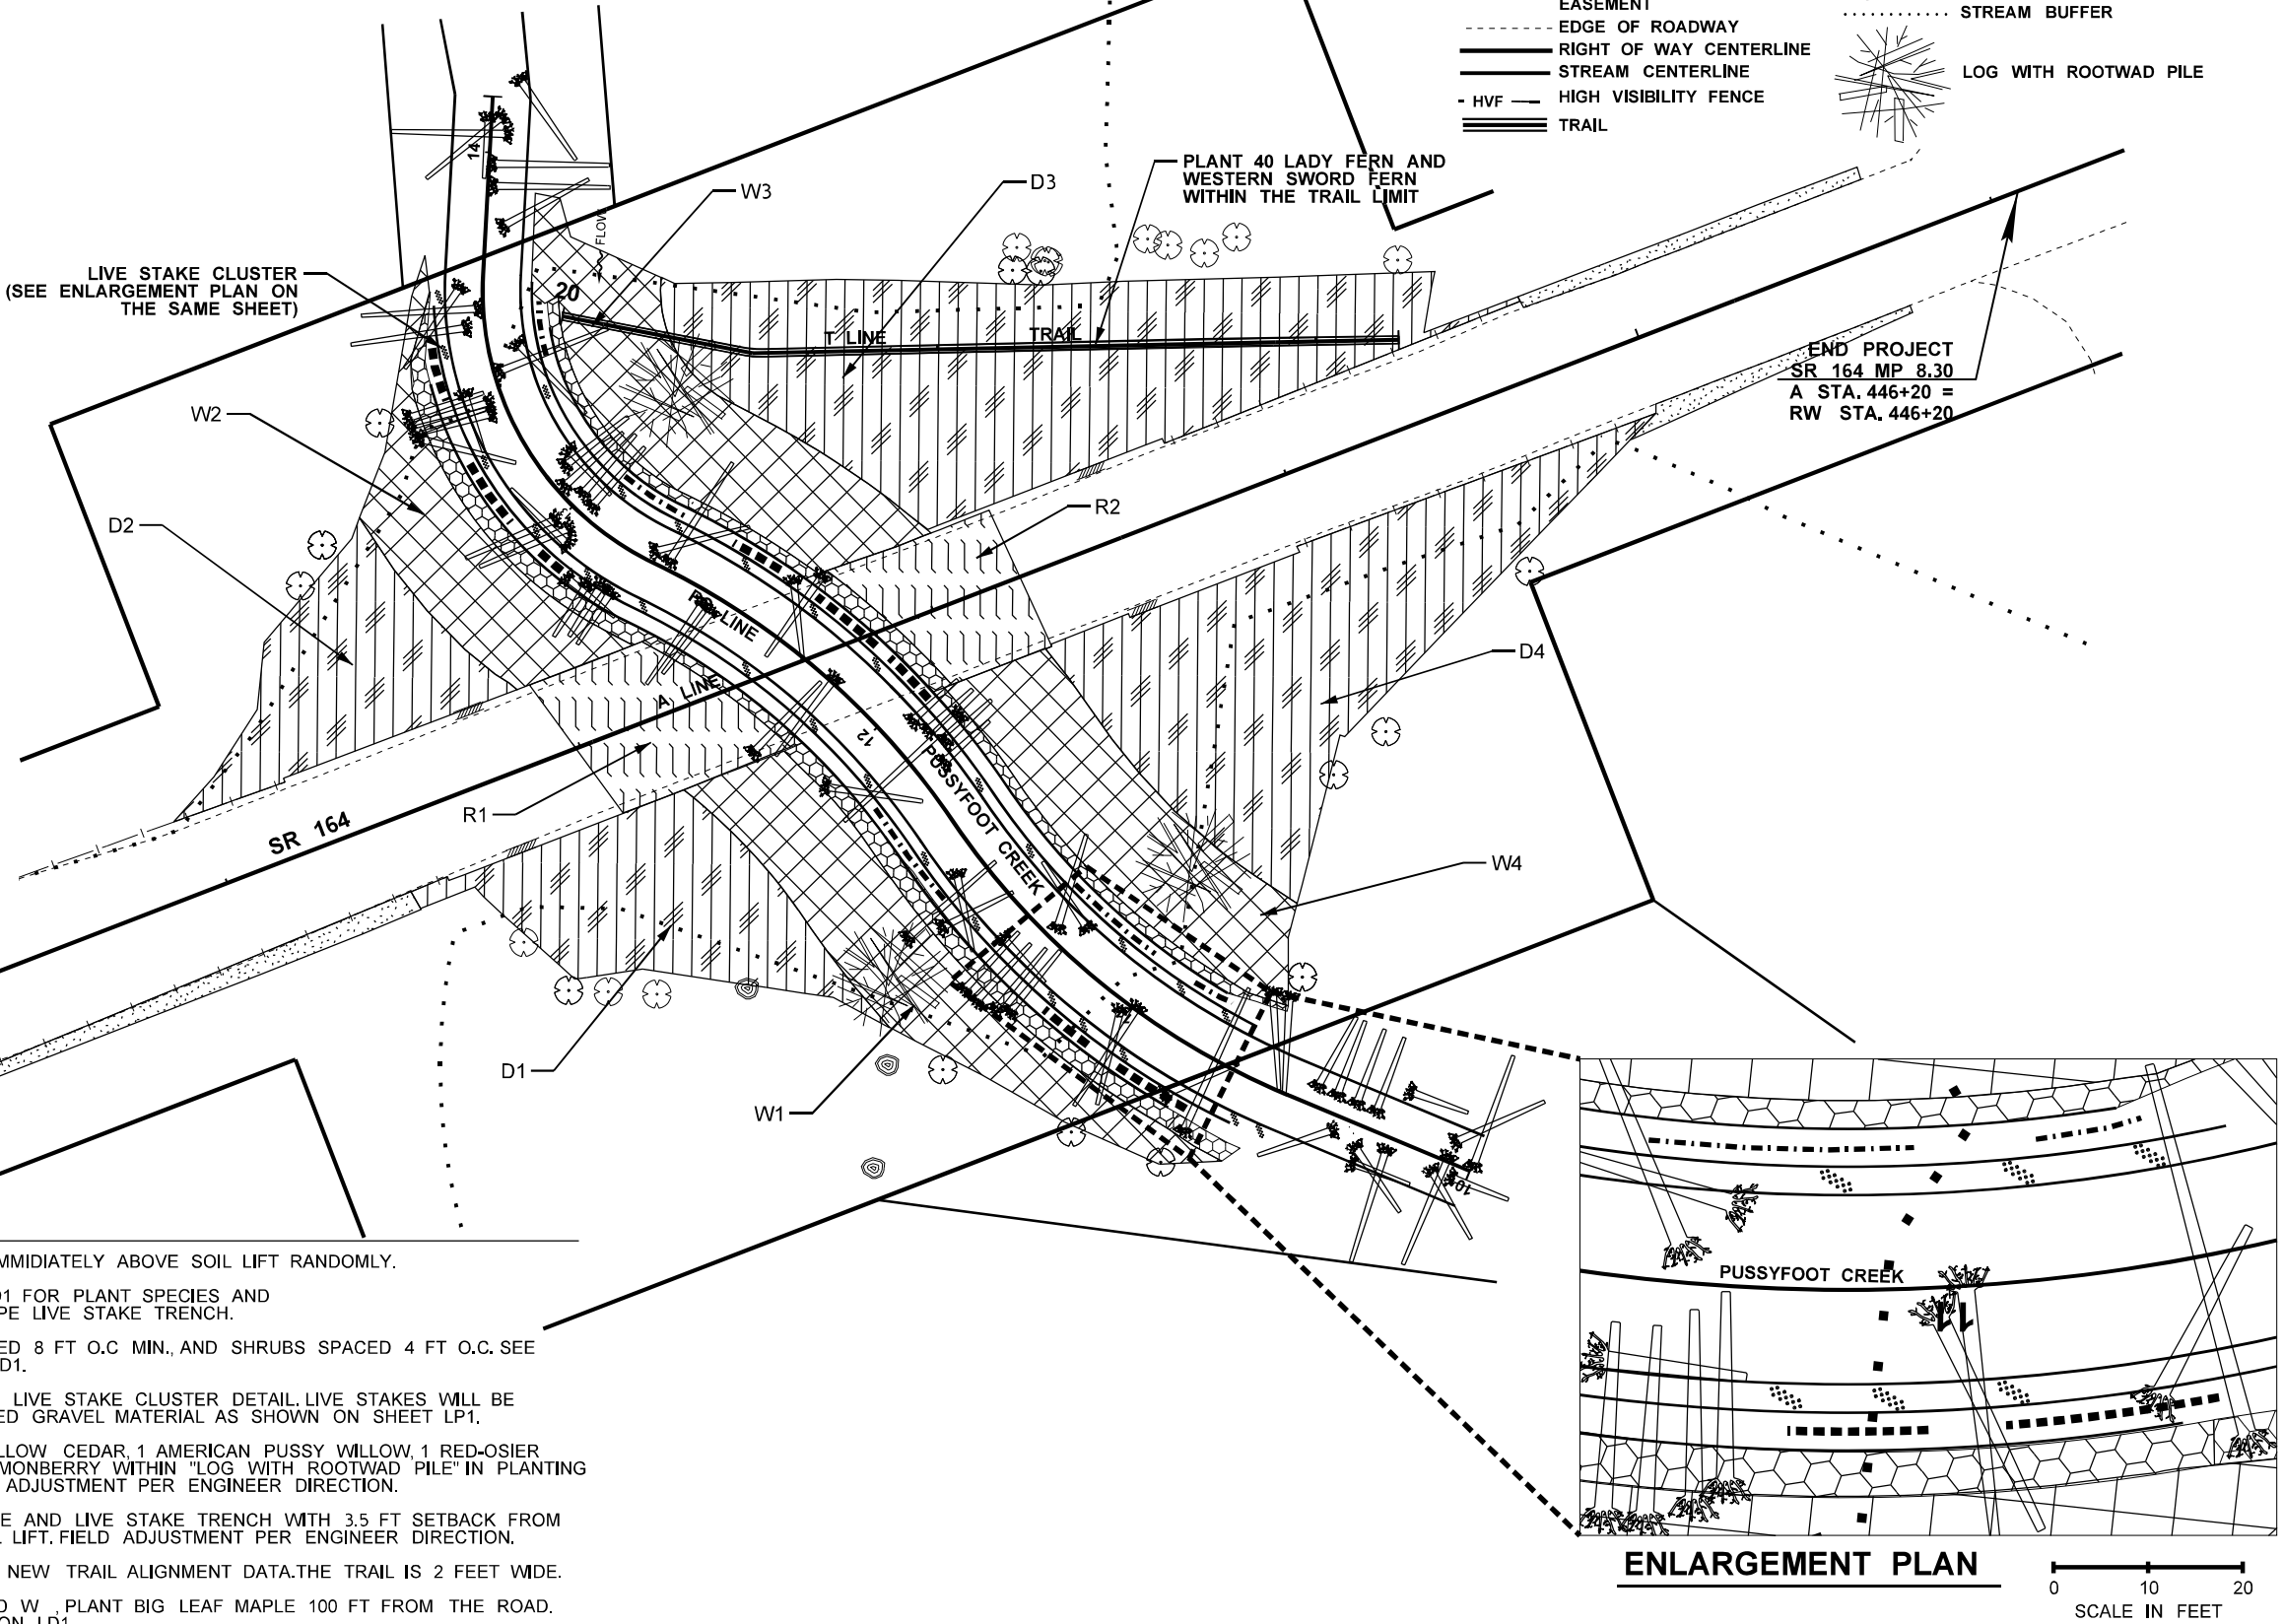 EASEMENT
EDGE OF ROADWAY
RIGHT OF WAY CENTERLINE
STREAM CENTERLINE
HVF
HIGH VISIBILITY FENCE
TRAIL
STREAM BUFFER
LOG WITH ROOTWAD PILE
14
W3
FLOW
D3
PLANT 40 LADY FERN AND
WESTERN SWORD FERN
WITHIN THE TRAIL LIMIT
LIVE STAKE CLUSTER
(SEE ENLARGEMENT PLAN ON
THE SAME SHEET)
20
T LINE
TRAIL
END PROJECT
SR 164 MP 8.30
A STA. 446+20 =
RW STA. 446+20
W2
D2
R2
LINE
D4
A LINE
12
PUSSYFOOT CREEK
R1
SR 164
W4
D1
W1
10
MMIDIATELY ABOVE SOIL LIFT RANDOMLY.
01 FOR PLANT SPECIES AND
PE LIVE STAKE TRENCH.
ED 8 FT O.C MIN., AND SHRUBS SPACED 4 FT O.C. SEE
D1.
LIVE STAKE CLUSTER DETAIL. LIVE STAKES WILL BE
ED GRAVEL MATERIAL AS SHOWN ON SHEET LP1.
LLOW CEDAR, 1 AMERICAN PUSSY WILLOW, 1 RED-OSIER
MONBERRY WITHIN "LOG WITH ROOTWAD PILE" IN PLANTING
ADJUSTMENT PER ENGINEER DIRECTION.
E AND LIVE STAKE TRENCH WITH 3.5 FT SETBACK FROM
LIFT. FIELD ADJUSTMENT PER ENGINEER DIRECTION.
NEW TRAIL ALIGNMENT DATA.THE TRAIL IS 2 FEET WIDE.
D W , PLANT BIG LEAF MAPLE 100 FT FROM THE ROAD.
ON LD1
PUSSYFOOT CREEK
11
ENLARGEMENT PLAN
0 10 20
SCALE IN FEET